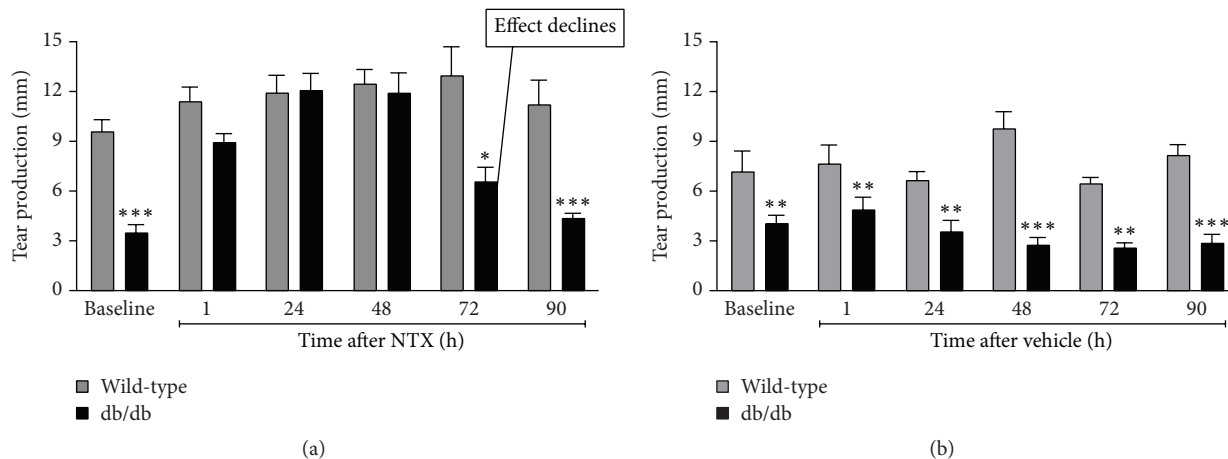 Effect declines
Tear production (mm)
15
12
9
6
3
0
***
*
***
Baseline 1 24 48 72 90
Time after NTX (h)
Wild-type
db/db
(a)
Tear production (mm)
15
12
9
6
3
0
**
**
**
***
**
***
Baseline 1 24 48 72 90
Time after vehicle (h)
Wild-type
db/db
(b)